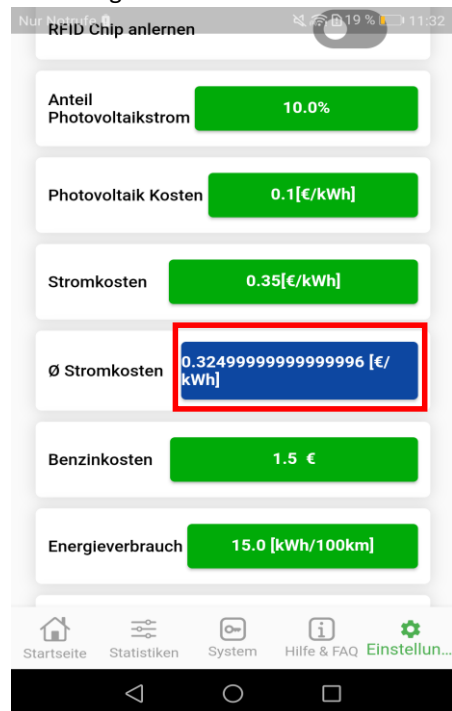 Nur Notrufe 19 % 11:32
RFID Chip anlernen
Anteil
Photovoltaikstrom
10.0%
Photovoltaik Kosten
0.1[€/kWh]
Stromkosten
0.35[€/kWh]
Ø Stromkosten
0.32499999999999996 [€/
kWh]
Benzinkosten
1.5 €
Energieverbrauch
15.0 [kWh/100km]
Startseite Statistiken System Hilfe & FAQ Einstellun...